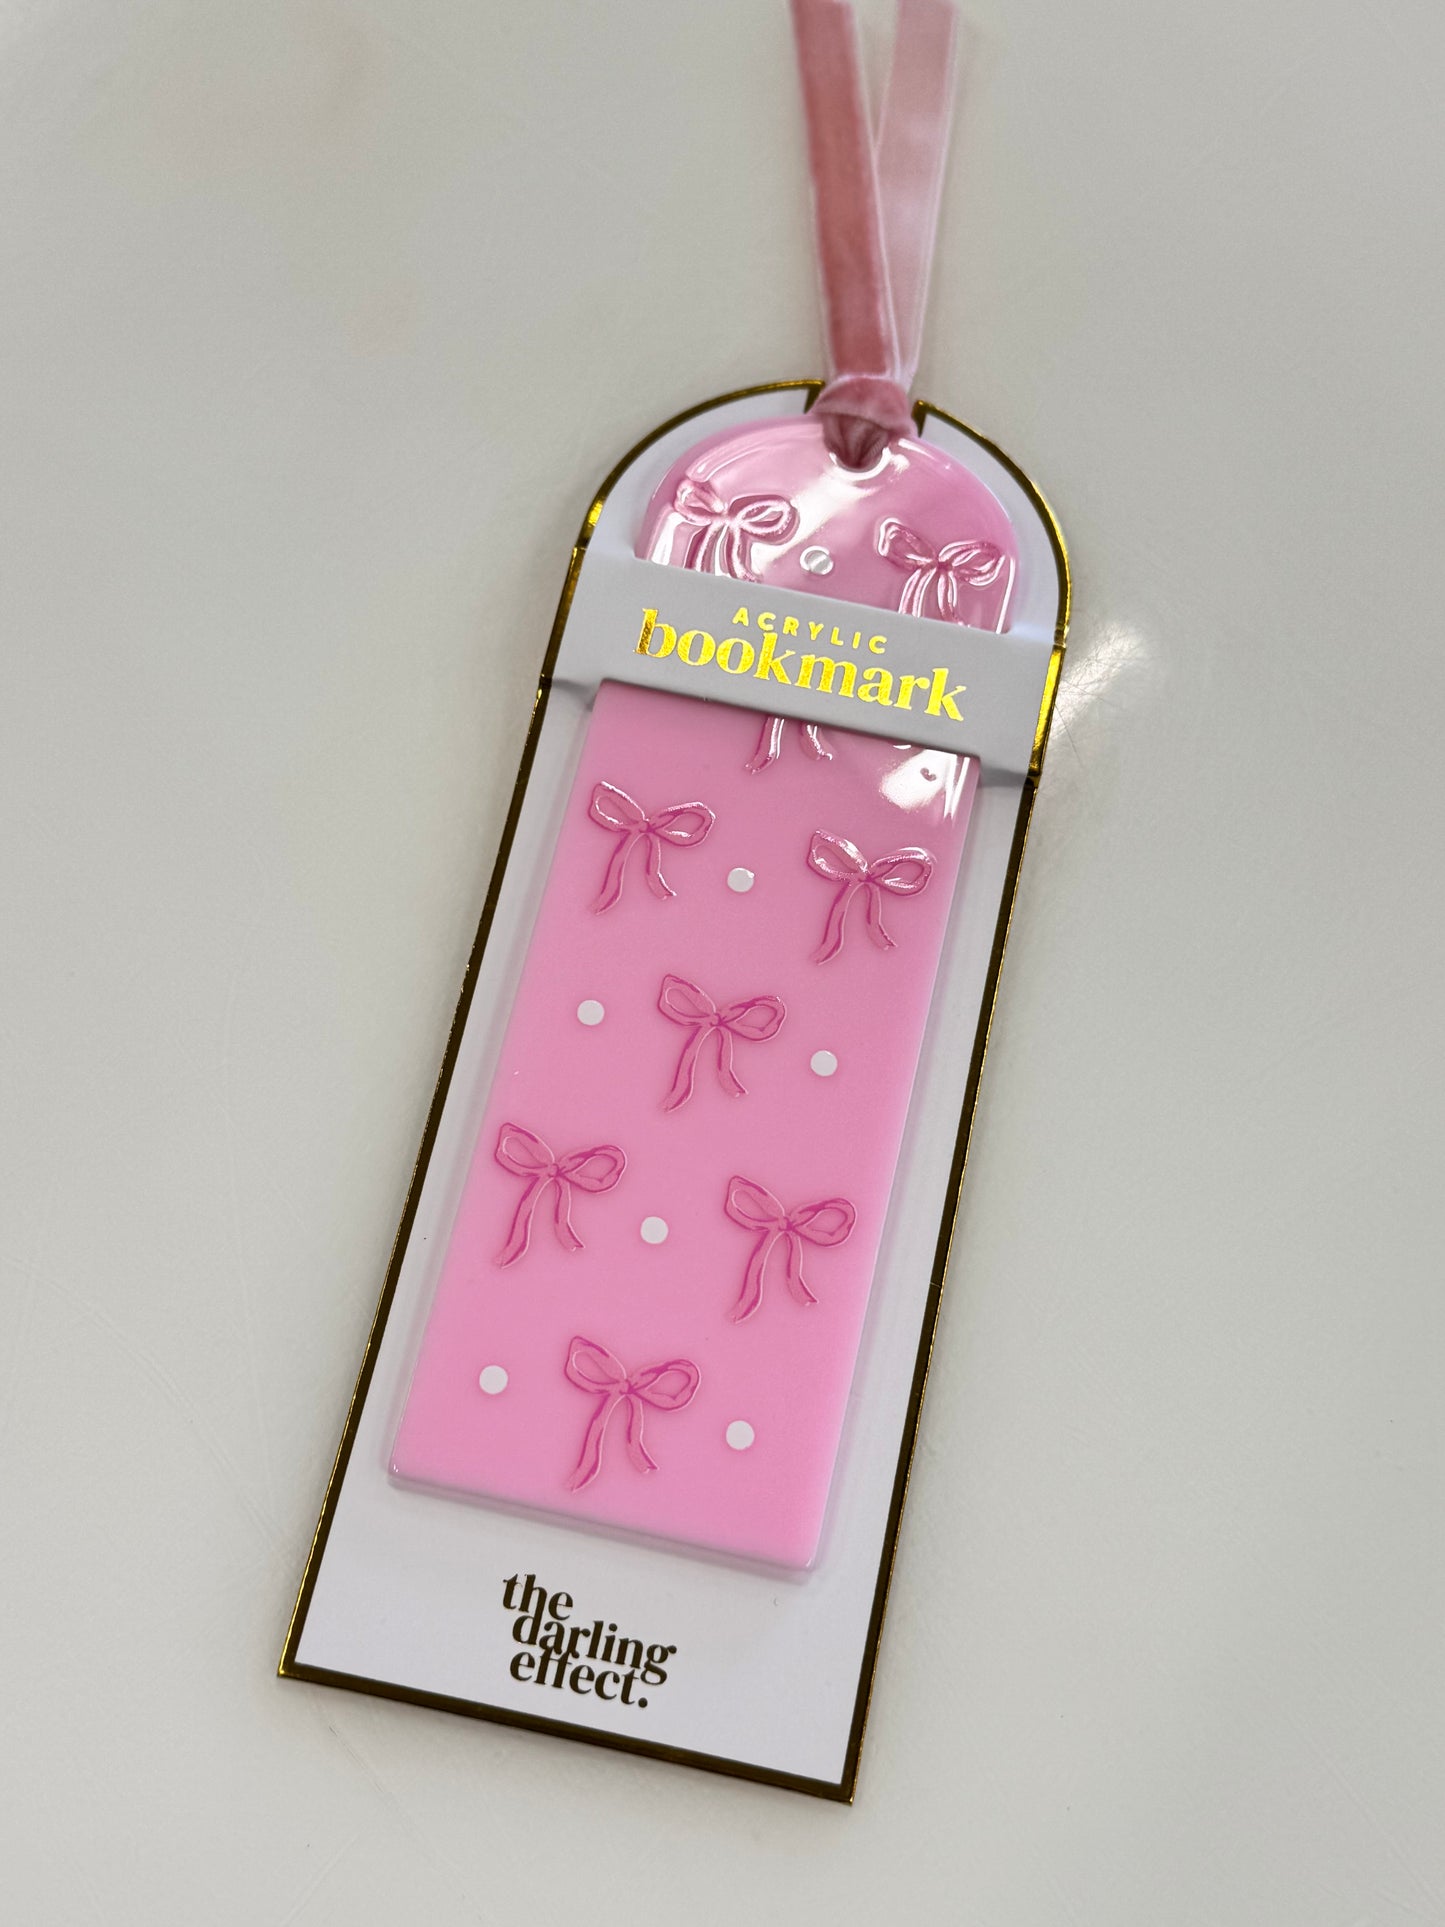 ACRYLIC
bookmark
the
darling
effect.